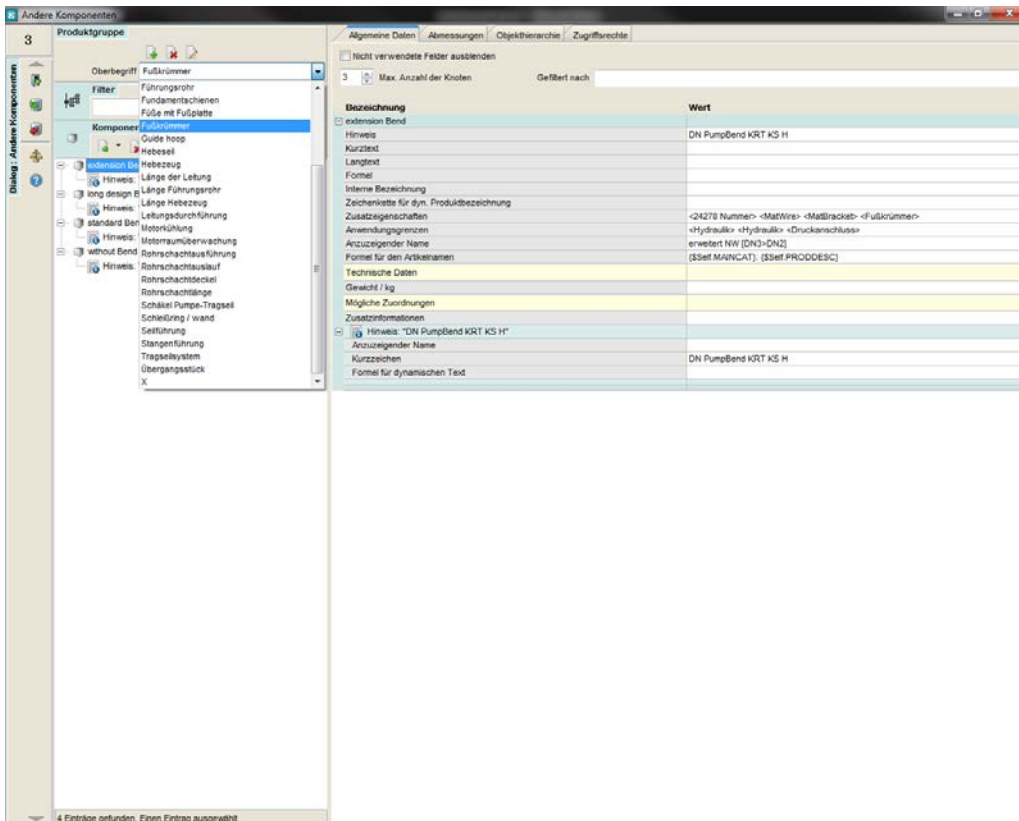 Andere Komponenten
3
Dialog : Andere Komponenten
Produktgruppe
Oberbegriff Fußkrümmer
Filter
Komponen
Führungsrohr
Fundamentschienen
Füße mit Fußplatte
Fußkrümmer
Guide hoop
Hebeseil
Hebezeug
Länge der Leitung
Länge Führungsrohr
Länge Hebezeug
Leitungsdurchführung
Motorkühlung
Motorraumüberwachung
Rohrschachtausführung
Rohrschachtauslauf
Rohrschachtdeckel
Rohrschachtlänge
Schäkel Pumpe-Tragseil
Schleißring / wand
Seilführung
Stangenführung
Tragseilsystem
Übergangsstück
X
extension Be
Hinweis:
long design B
Hinweis:
standard Ben
Hinweis:
without Bend
Hinweis:
4 Einträge gefunden. Einen Eintrag ausgewählt
Allgemeine Daten Abmessungen Objekthierarchie Zugriffsrechte
Nicht verwendete Felder ausblenden
3 Max. Anzahl der Knoten Gefiltert nach
Bezeichnung Wert
extension Bend
Hinweis DN PumpBend KRT KS H
Kurztext
Langtext
Formel
Interne Bezeichnung
Zeichenkette für dyn. Produktbezeichnung
Zusatzeigenschaften <24278 Nummer> <MatWire> <MatBracket> <Fußkrümmer>
Anwendungsgrenzen <Hydraulik> <Hydraulik> <Druckanschluss>
Anzuzeigender Name erweitert NW [DN3>DN2]
Formel für den Artikelnamen {$Self.MAINCAT}: {$Self.PRODDESC}
Technische Daten
Gewicht / kg
Mögliche Zuordnungen
Zusatzinformationen
Hinweis: "DN PumpBend KRT KS H"
Anzuzeigender Name
Kurzzeichen DN PumpBend KRT KS H
Formel für dynamischen Text